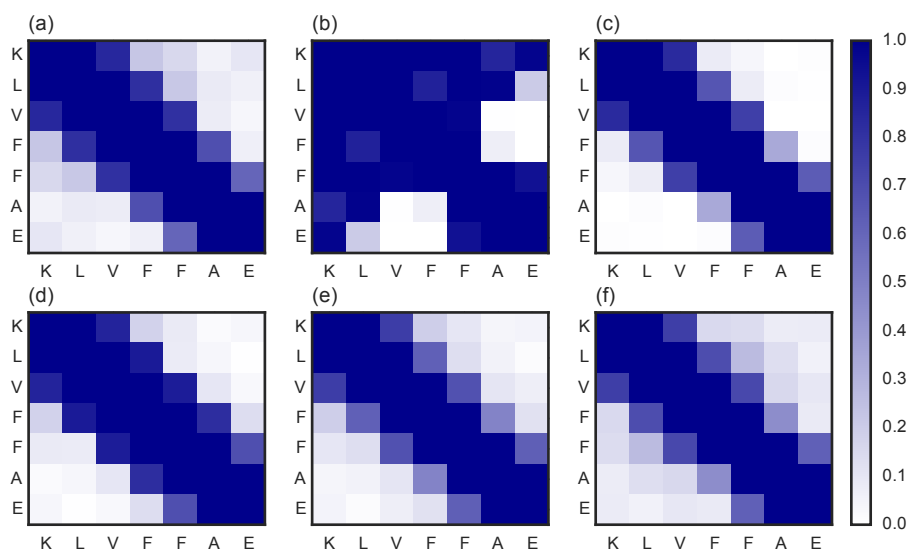 (a) (b) (c)
K
L
V
F
F
A
E
K L V F F A E K L V F F A E K L V F F A E
(d) (e) (f)
K
L
V
F
F
A
E
K L V F F A E K L V F F A E K L V F F A E
K
L
V
F
F
A
E
K
L
V
F
F
A
E
K
L
V
F
F
A
E
K
L
V
F
F
A
E
1.0
0.9
0.8
0.7
0.6
0.5
0.4
0.3
0.2
0.1
0.0